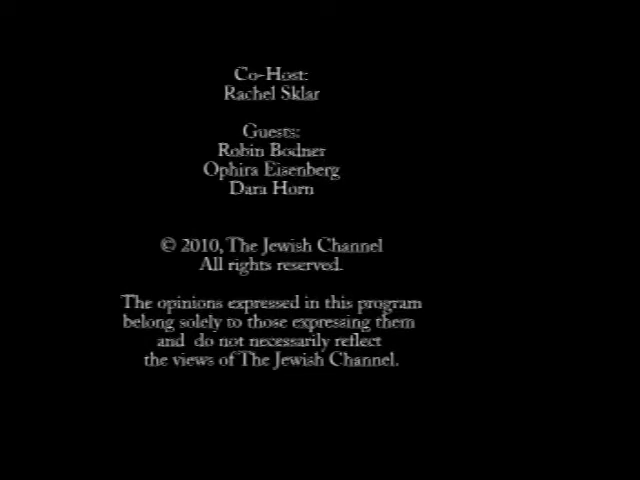 Co-Host:
Rachel Sklar
Guests:
Robin Bodner
Ophira Eisenberg
Dara Horn
© 2010, The Jewish Channel
All rights reserved.
The opinions expressed in this program
belong solely to those expressing them
and do not necessarily reflect
the views of The Jewish Channel.